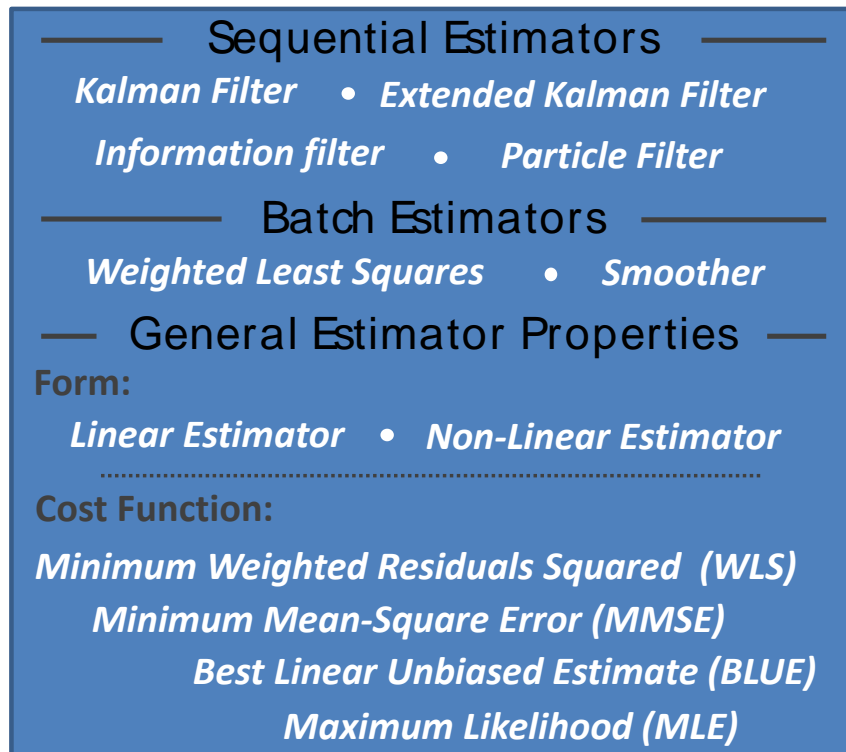 Sequential Estimators
Kalman Filter • Extended Kalman Filter
Information filter • Particle Filter
Batch Estimators
Weighted Least Squares • Smoother
General Estimator Properties
Form:
Linear Estimator • Non-Linear Estimator
Cost Function:
Minimum Weighted Residuals Squared (WLS)
Minimum Mean-Square Error (MMSE)
Best Linear Unbiased Estimate (BLUE)
Maximum Likelihood (MLE)